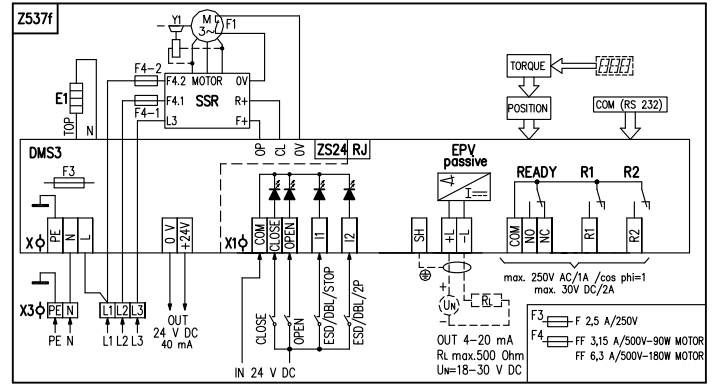 Z537f
Y1
M
3~
F1
F4-2
F4.2 MOTOR 0V
F4.1 SSR R+
F4-1
L3 F+
E1
TOP
N
OP
CL
0V
TORQUE
POSITION
COM (RS 232)
DMS3
ZS24 RJ
F3
EPV
passive
I
READY R1 R2
X
PE
N
L
0 V
+24V
X1
COM
CLOSE
OPEN
I1
I2
SH
+L
-L
COM
NO
NC
R1
R2
max. 250V AC/1A /cos phi=1
max. 30V DC/2A
X3
PE N
L1 L2 L3
PE N
L1 L2 L3
OUT
24 V DC
40 mA
CLOSE
OPEN
ESD/DBL/STOP
ESD/DBL/2P
IN 24 V DC
+
UN
−
RL
OUT 4-20 mA
RL max.500 Ohm
UN=18-30 V DC
F3 F 2,5 A/250V
F4 FF 3,15 A/500V-90W MOTOR
FF 6,3 A/500V-180W MOTOR